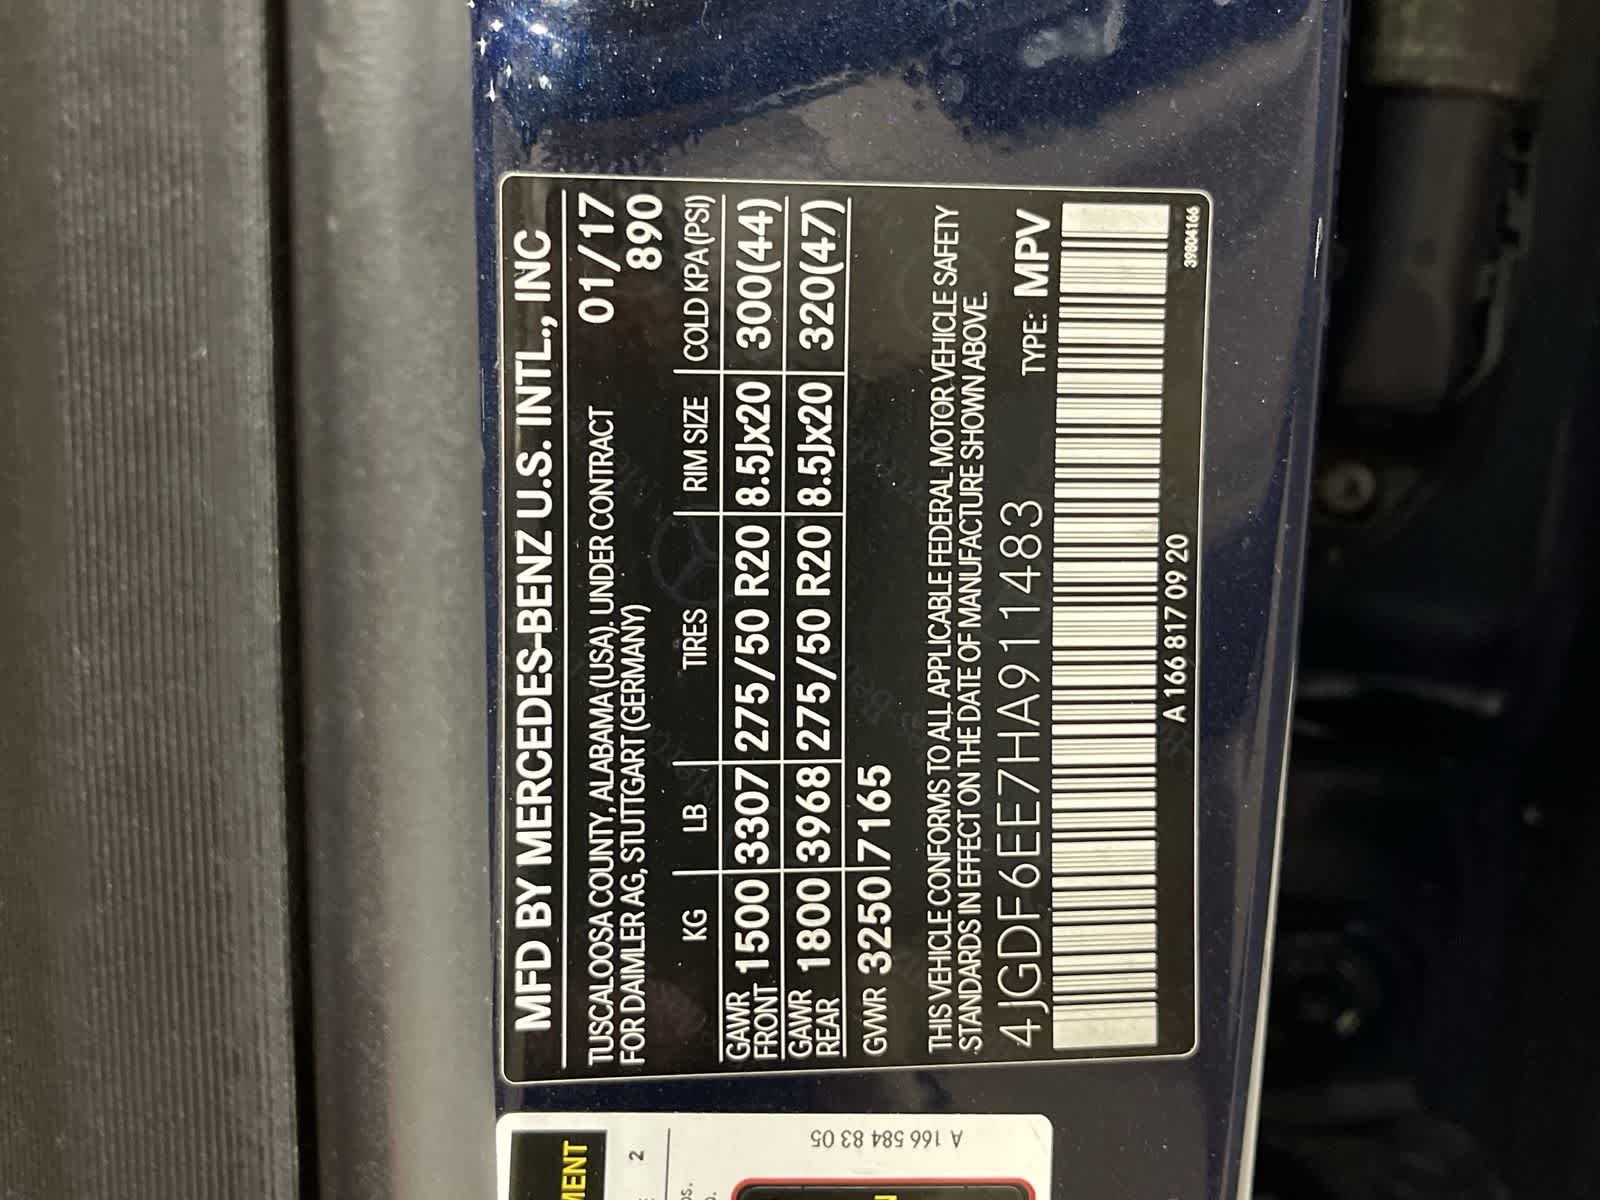 MFD BY MERCEDES-BENZ U.S. INTL., INC
TUSCALOOSA COUNTY, ALABAMA (USA). UNDER CONTRACT 01/17
FOR DAIMLER AG, STUTTGART (GERMANY) 890
KG LB TIRES RIM SIZE COLD KPA (PSI)
GAWR FRONT 1500 3307 275/50 R20 8.5Jx20 300(44)
GAWR REAR 1800 3968 275/50 R20 8.5Jx20 320(47)
GVWR 3250 7165
THIS VEHICLE CONFORMS TO ALL APPLICABLE FEDERAL MOTOR VEHICLE SAFETY
STANDARDS IN EFFECT ON THE DATE OF MANUFACTURE SHOWN ABOVE.
4JGDF6EE7HA911483 TYPE: MPV
A 166 817 09 20 39804166
MENT
2
A 166 584 83 05